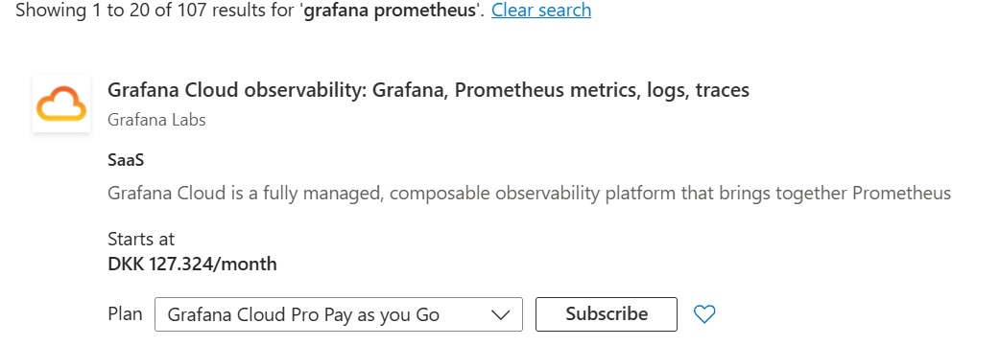 Showing 1 to 20 of 107 results for 'grafana prometheus'. Clear search
Grafana Cloud observability: Grafana, Prometheus metrics, logs, traces
Grafana Labs
SaaS
Grafana Cloud is a fully managed, composable observability platform that brings together Prometheus
Starts at
DKK 127.324/month
Plan Grafana Cloud Pro Pay as you Go Subscribe